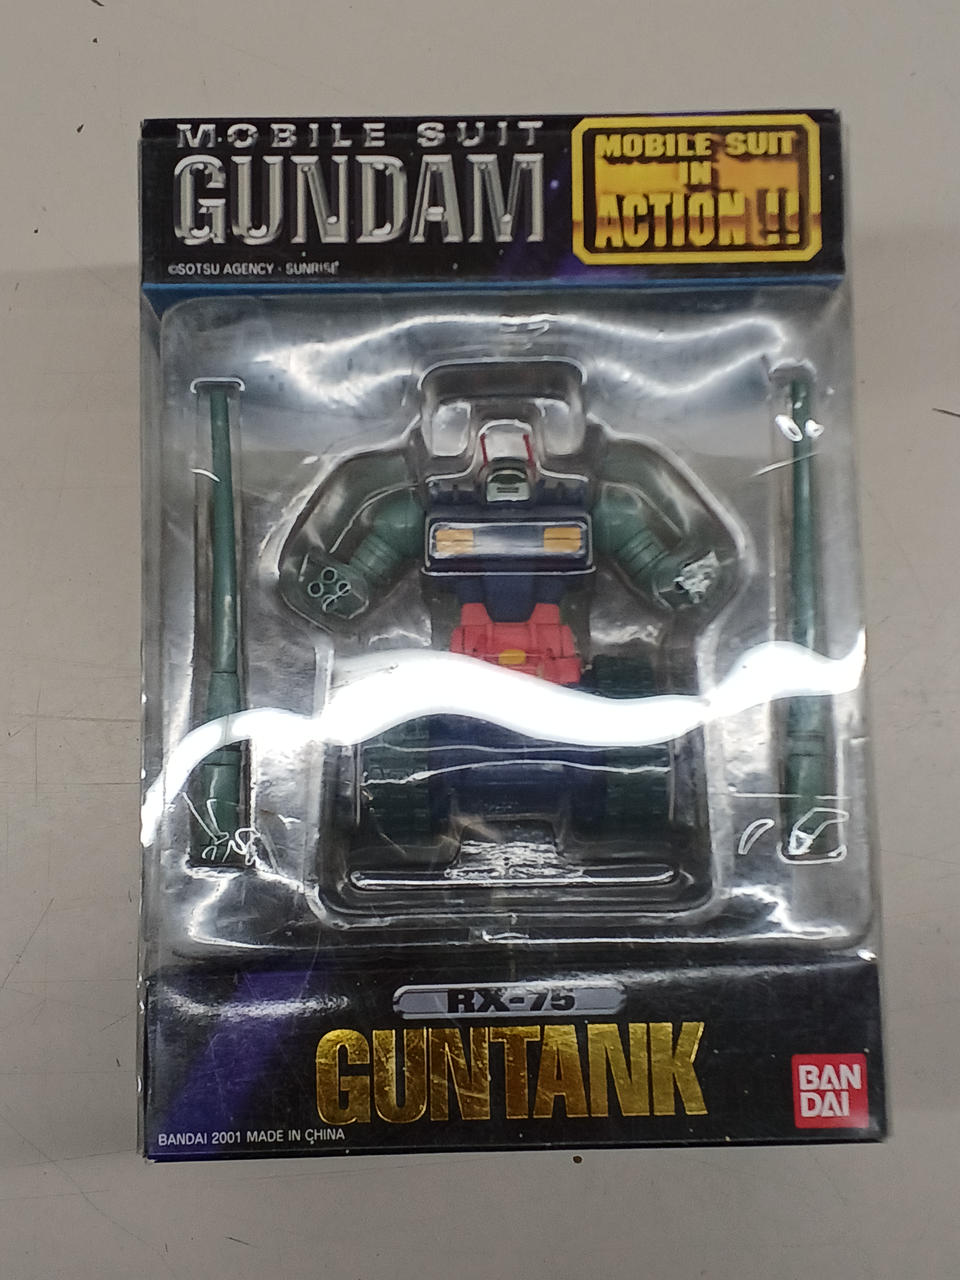 MOBILE SUIT
GUNDAM
MOBILE SUIT
IN
ACTION!!
©SOTSU AGENCY · SUNRISE
RX-75
GUNTANK
BAN
DAI
BANDAI 2001 MADE IN CHINA